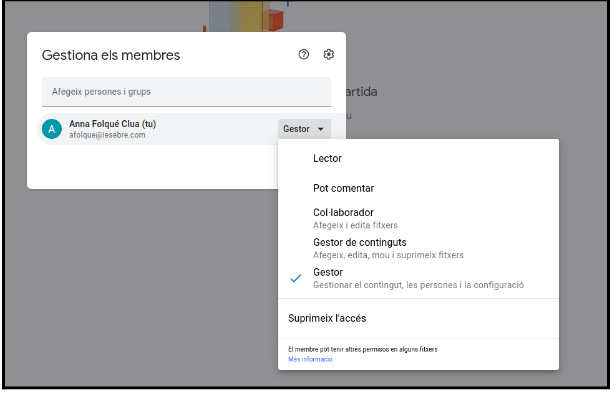 Gestiona els membres
artida
Afegeix persones i grups
u
A
Anna Folqué Clua (tu)
afolque@iesebre.com
Gestor
Lector
Pot comentar
Col·laborador
Afegeix i edita fitxers
Gestor de continguts
Afegeix, edita, mou i suprimeix fitxers
Gestor
Gestionar el contingut, les persones i la configuració
Suprimeix l'accés
El membre pot tenir altres permisos en alguns fitxers
Més informació